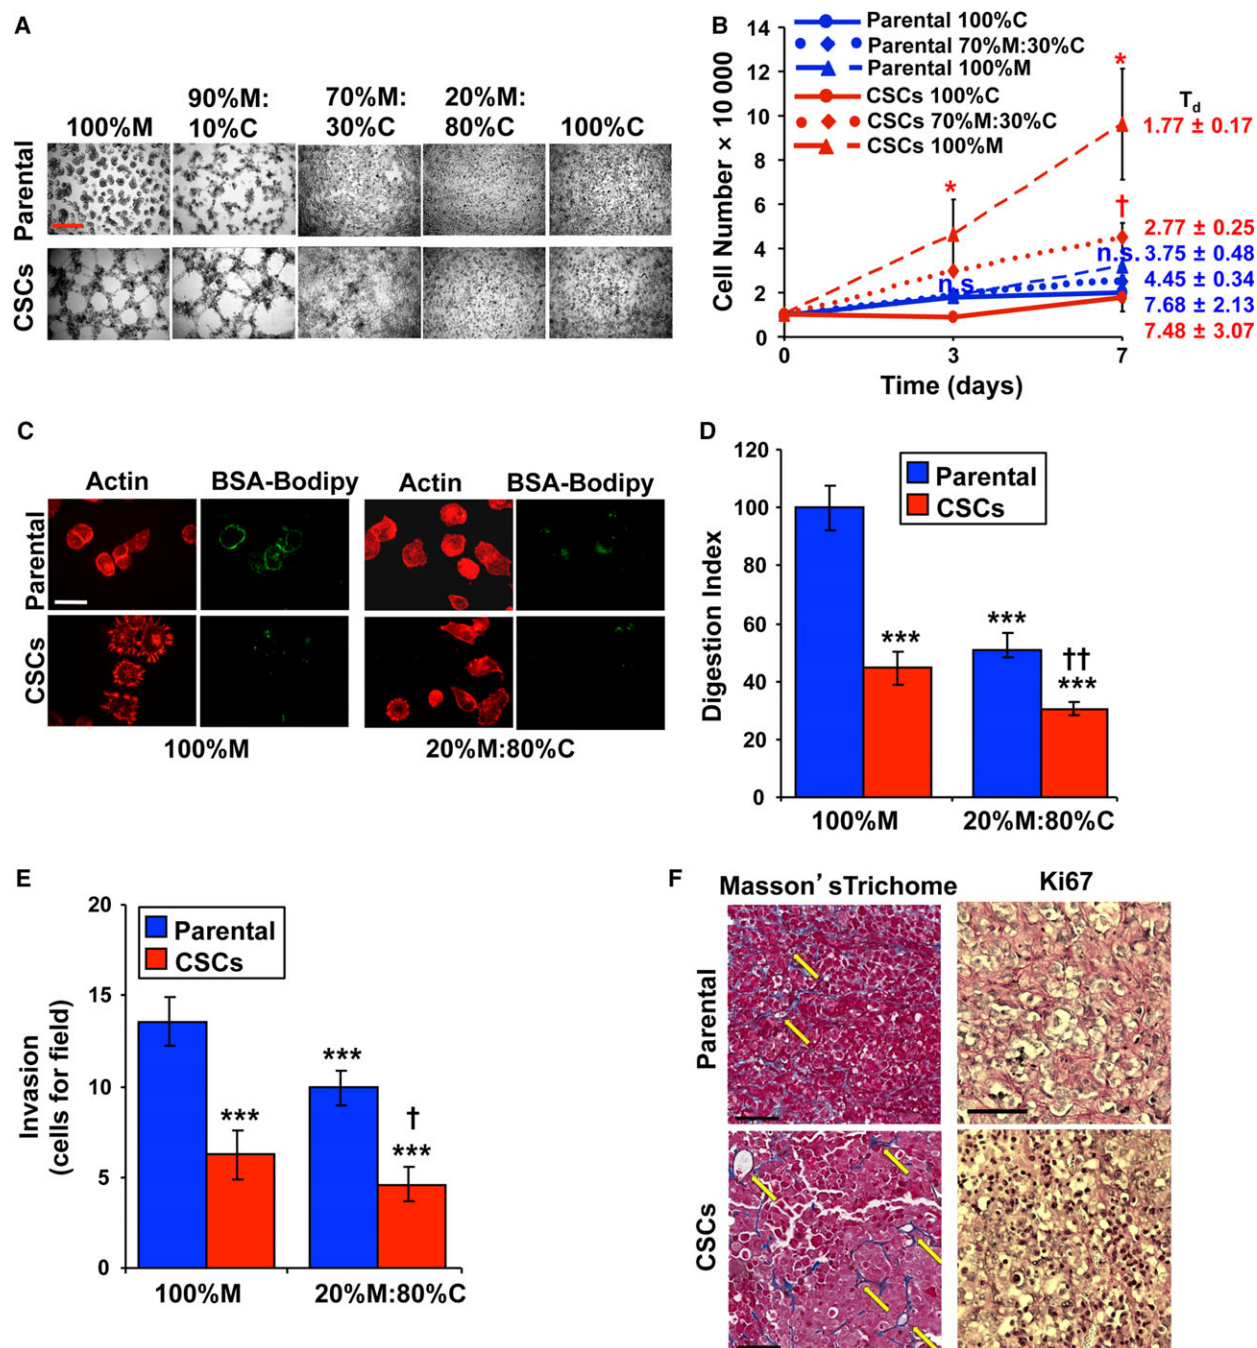 A
90%M: 70%M: 20%M:
100%M 10%C 30%C 80%C 100%C
Parental
CSCs
B
Parental 100%C
Parental 70%M:30%C
Parental 100%M
CSCs 100%C
CSCs 70%M:30%C
CSCs 100%M
Cell Number × 10 000
14
12
10
8
6
4
2
0
0 3 7
Time (days)
*
*
†
n.s.
n.s.
Td
1.77 ± 0.17
2.77 ± 0.25
3.75 ± 0.48
4.45 ± 0.34
7.68 ± 2.13
7.48 ± 3.07
C
Actin BSA-Bodipy Actin BSA-Bodipy
Parental
CSCs
100%M 20%M:80%C
D
Parental
CSCs
Digestion Index
120
100
80
60
40
20
0
***
***
††
***
100%M 20%M:80%C
E
Parental
CSCs
Invasion
(cells for field)
20
15
10
5
0
***
***
†
***
100%M 20%M:80%C
F
Masson'sTrichome Ki67
Parental
CSCs